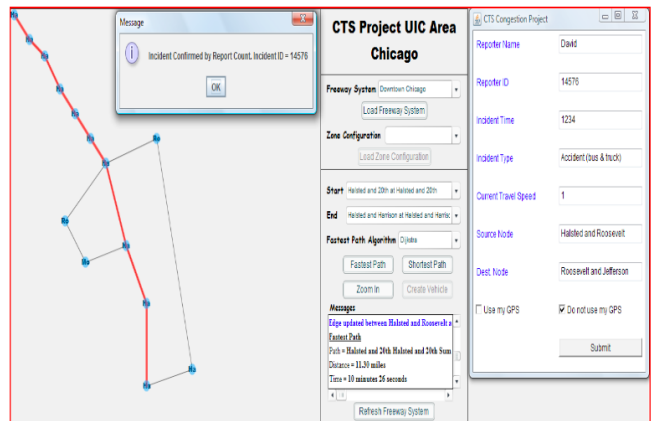 Message
Incident Confirmed by Report Count. Incident ID = 14576
OK
CTS Project UIC Area
Chicago
Freeway System Downtown Chicago
Load Freeway System
Zone Configuration
Load Zone Configuration
Start Halsted and 20th at Halsted and 20th
End Halsted and Harrison at Halsted and Harrisc
Fastest Path Algorithm Dijkstra
Fastest Path Shortest Path
Zoom In Create Vehicle
Messages
Edge updated between Halsted and Roosevelt a
Fastest Path
Path = Halsted and 20th Halsted and 20th Sum
Distance = 11.30 miles
Time = 10 minutes 26 seconds
Refresh Freeway System
CTS Congestion Project
Reporter Name David
Reporter ID 14576
Incident Time 1234
Incident Type Accident (bus & truck)
Current Travel Speed 1
Source Node Halsted and Roosevelt
Dest. Node Roosevelt and Jefferson
Use my GPS Do not use my GPS
Submit